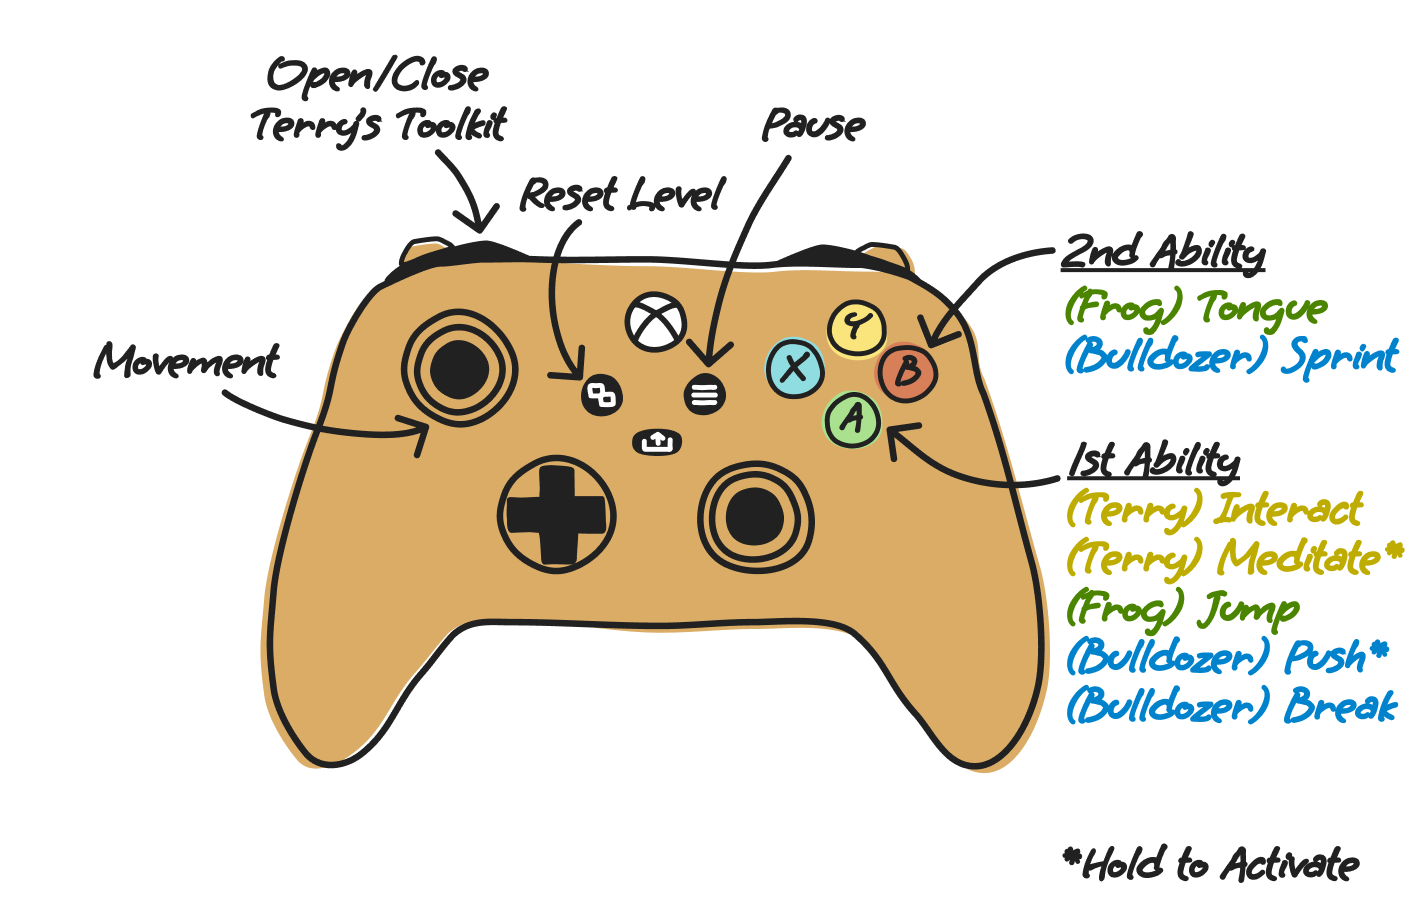 Open/Close
Terry's Toolkit
Pause
Reset Level
Movement
2nd Ability
(Frog) Tongue
(Bulldozer) Sprint
Y
X
B
A
1st Ability
(Terry) Interact
(Terry) Meditate*
(Frog) Jump
(Bulldozer) Push*
(Bulldozer) Break
*Hold to Activate